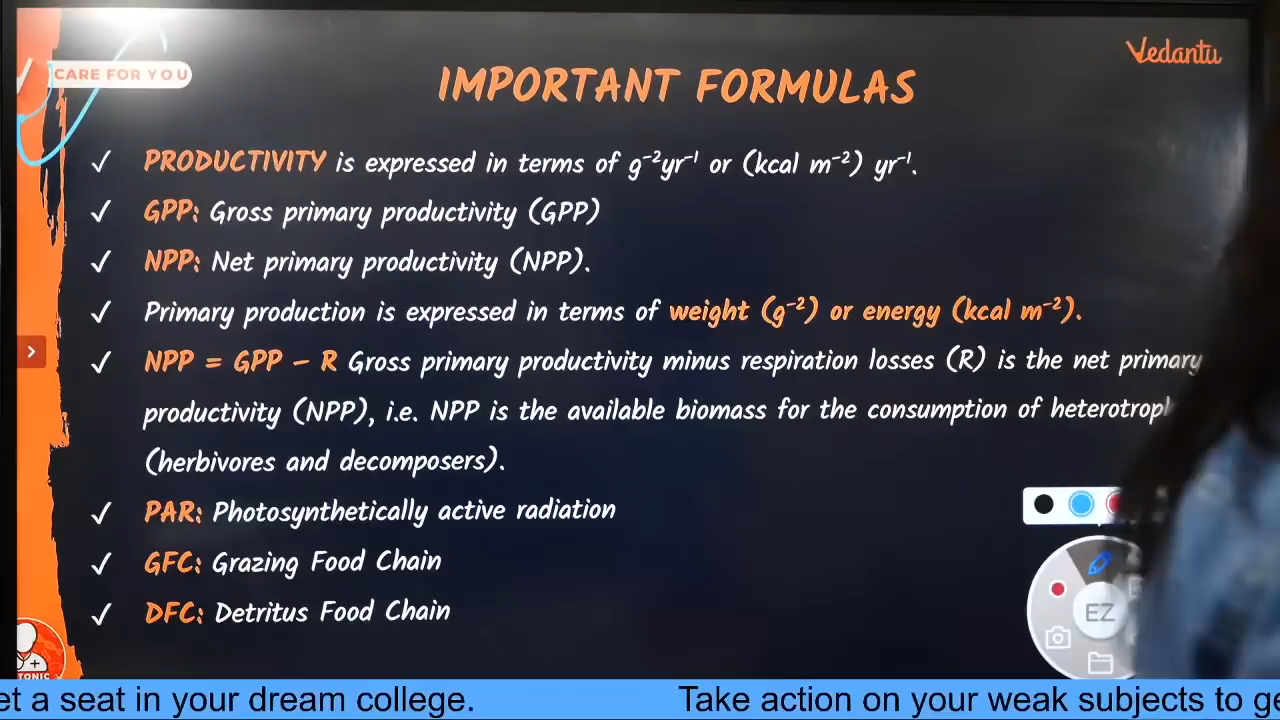 Vedantu
CARE FOR YOU
IMPORTANT FORMULAS
✓ PRODUCTIVITY is expressed in terms of g⁻²yr⁻¹ or (kcal m⁻²) yr⁻¹.
✓ GPP: Gross primary productivity (GPP)
✓ NPP: Net primary productivity (NPP).
✓ Primary production is expressed in terms of weight (g⁻²) or energy (kcal m⁻²).
✓ NPP = GPP – R Gross primary productivity minus respiration losses (R) is the net primary
productivity (NPP), i.e. NPP is the available biomass for the consumption of
(herbivores and decomposers).
✓ PAR: Photosynthetically active radiation
✓ GFC: Grazing Food Chain
✓ DFC: Detritus Food Chain
EZ
TONIC
et a seat in your dream college. Take action on your weak subjects to ge